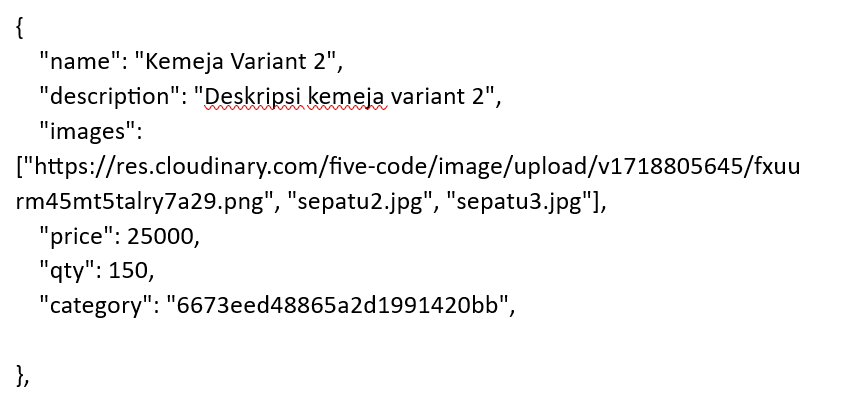 {
"name": "Kemeja Variant 2",
"description": "Deskripsi kemeja variant 2",
"images":
["https://res.cloudinary.com/five-code/image/upload/v1718805645/fxuu
rm45mt5talry7a29.png", "sepatu2.jpg", "sepatu3.jpg"],
"price": 25000,
"qty": 150,
"category": "6673eed48865a2d1991420bb",
},